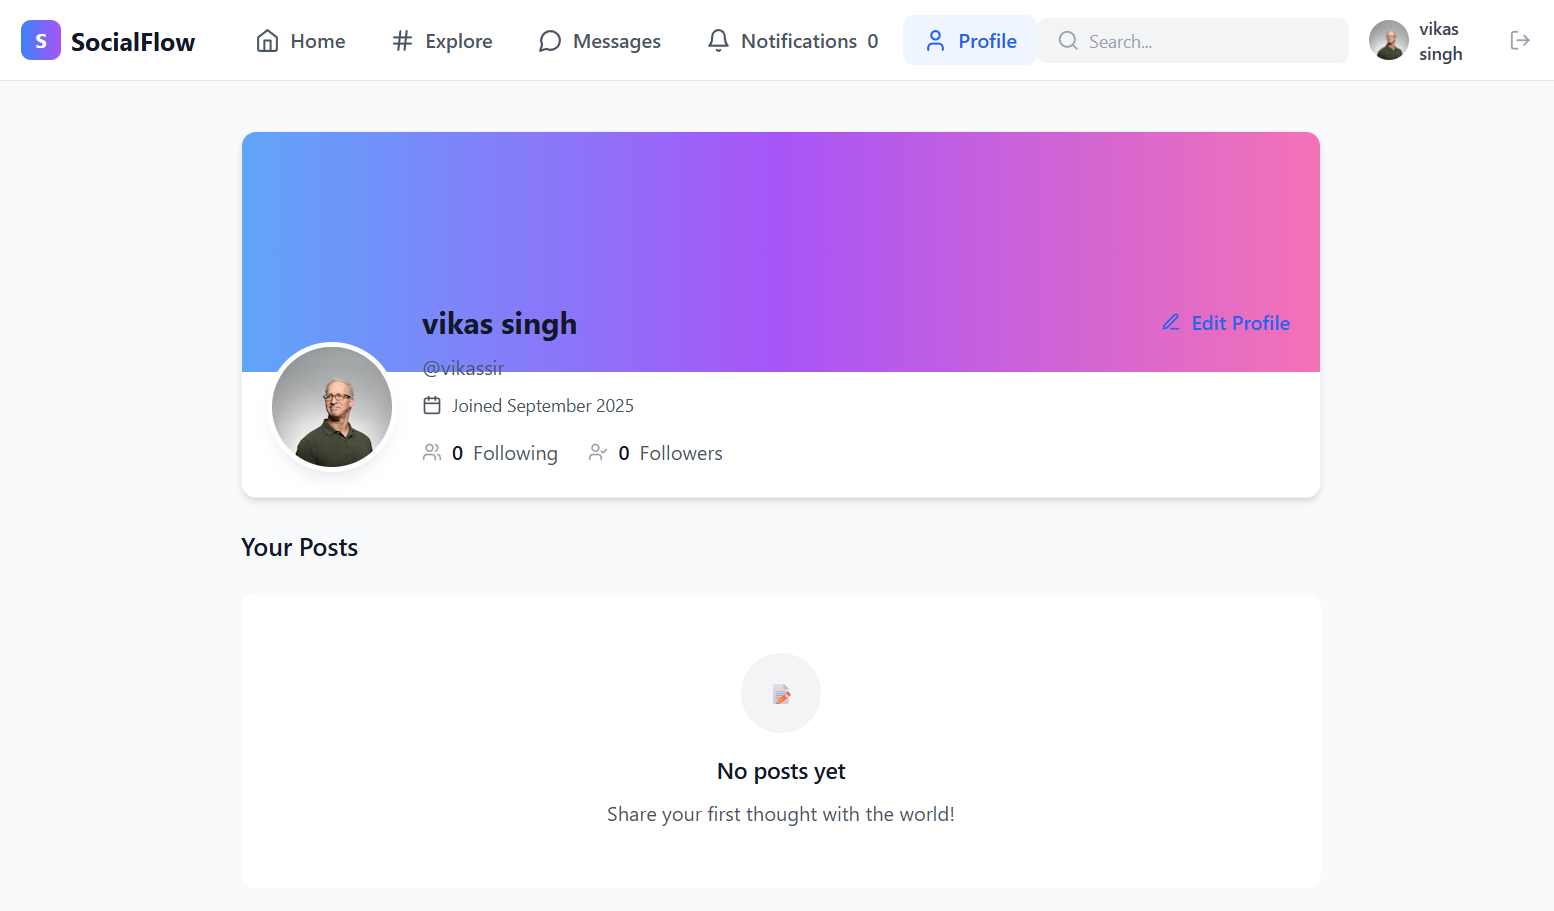 S SocialFlow Home Explore Messages Notifications 0 Profile Search... vikas
singh
vikas singh
Edit Profile
@vikassir
Joined September 2025
0 Following 0 Followers
Your Posts
No posts yet
Share your first thought with the world!